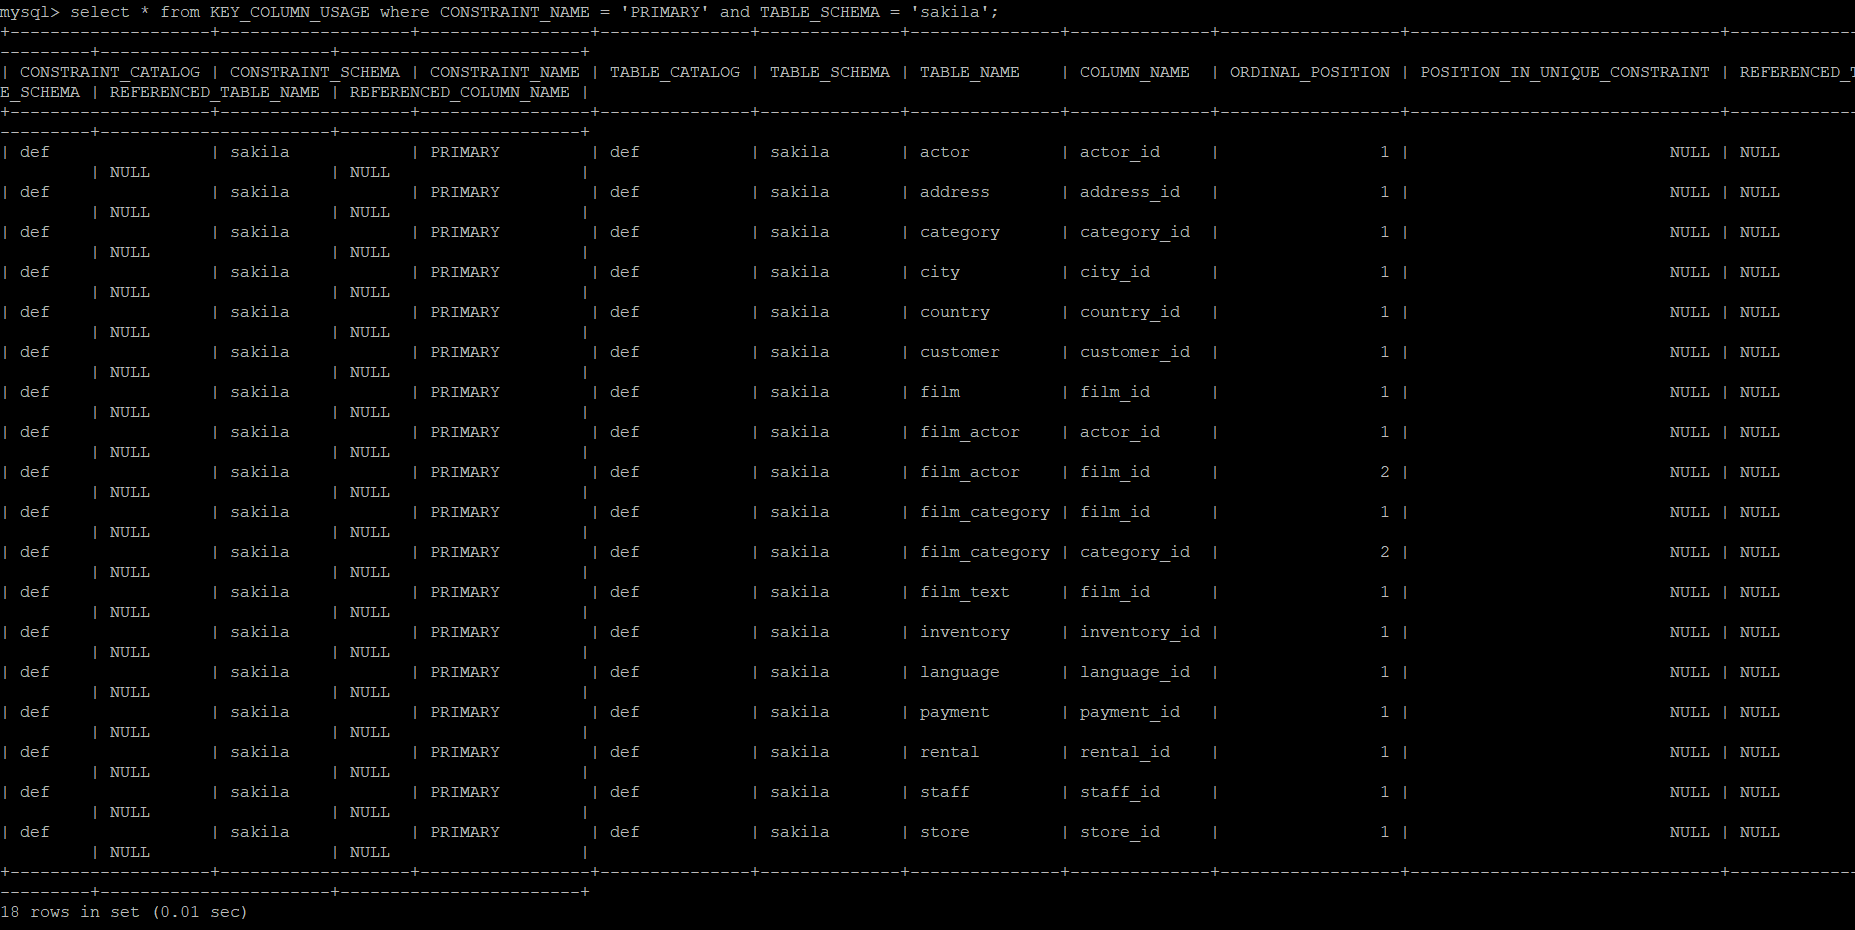 mysql> select * from KEY_COLUMN_USAGE where CONSTRAINT_NAME = 'PRIMARY' and TABLE_SCHEMA = 'sakila';
+--------------------+-------------------+-----------------+---------------+--------------+---------------+--------------+------------------+-------------------------------+-------------
---------+-----------------------+------------------------+
| CONSTRAINT_CATALOG | CONSTRAINT_SCHEMA | CONSTRAINT_NAME | TABLE_CATALOG | TABLE_SCHEMA | TABLE_NAME    | COLUMN_NAME  | ORDINAL_POSITION | POSITION_IN_UNIQUE_CONSTRAINT | REFERENCED_T
E_SCHEMA | REFERENCED_TABLE_NAME | REFERENCED_COLUMN_NAME |
+--------------------+-------------------+-----------------+---------------+--------------+---------------+--------------+------------------+-------------------------------+-------------
---------+-----------------------+------------------------+
| def                | sakila            | PRIMARY         | def           | sakila       | actor         | actor_id     |                1 |                          NULL | NULL
         | NULL                  | NULL                   |
| def                | sakila            | PRIMARY         | def           | sakila       | address       | address_id   |                1 |                          NULL | NULL
         | NULL                  | NULL                   |
| def                | sakila            | PRIMARY         | def           | sakila       | category      | category_id  |                1 |                          NULL | NULL
         | NULL                  | NULL                   |
| def                | sakila            | PRIMARY         | def           | sakila       | city          | city_id      |                1 |                          NULL | NULL
         | NULL                  | NULL                   |
| def                | sakila            | PRIMARY         | def           | sakila       | country       | country_id   |                1 |                          NULL | NULL
         | NULL                  | NULL                   |
| def                | sakila            | PRIMARY         | def           | sakila       | customer      | customer_id  |                1 |                          NULL | NULL
         | NULL                  | NULL                   |
| def                | sakila            | PRIMARY         | def           | sakila       | film          | film_id      |                1 |                          NULL | NULL
         | NULL                  | NULL                   |
| def                | sakila            | PRIMARY         | def           | sakila       | film_actor    | actor_id     |                1 |                          NULL | NULL
         | NULL                  | NULL                   |
| def                | sakila            | PRIMARY         | def           | sakila       | film_actor    | film_id      |                2 |                          NULL | NULL
         | NULL                  | NULL                   |
| def                | sakila            | PRIMARY         | def           | sakila       | film_category | film_id      |                1 |                          NULL | NULL
         | NULL                  | NULL                   |
| def                | sakila            | PRIMARY         | def           | sakila       | film_category | category_id  |                2 |                          NULL | NULL
         | NULL                  | NULL                   |
| def                | sakila            | PRIMARY         | def           | sakila       | film_text     | film_id      |                1 |                          NULL | NULL
         | NULL                  | NULL                   |
| def                | sakila            | PRIMARY         | def           | sakila       | inventory     | inventory_id |                1 |                          NULL | NULL
         | NULL                  | NULL                   |
| def                | sakila            | PRIMARY         | def           | sakila       | language      | language_id  |                1 |                          NULL | NULL
         | NULL                  | NULL                   |
| def                | sakila            | PRIMARY         | def           | sakila       | payment       | payment_id   |                1 |                          NULL | NULL
         | NULL                  | NULL                   |
| def                | sakila            | PRIMARY         | def           | sakila       | rental        | rental_id    |                1 |                          NULL | NULL
         | NULL                  | NULL                   |
| def                | sakila            | PRIMARY         | def           | sakila       | staff         | staff_id     |                1 |                          NULL | NULL
         | NULL                  | NULL                   |
| def                | sakila            | PRIMARY         | def           | sakila       | store         | store_id     |                1 |                          NULL | NULL
         | NULL                  | NULL                   |
+--------------------+-------------------+-----------------+---------------+--------------+---------------+--------------+------------------+-------------------------------+-------------
---------+-----------------------+------------------------+
18 rows in set (0.01 sec)